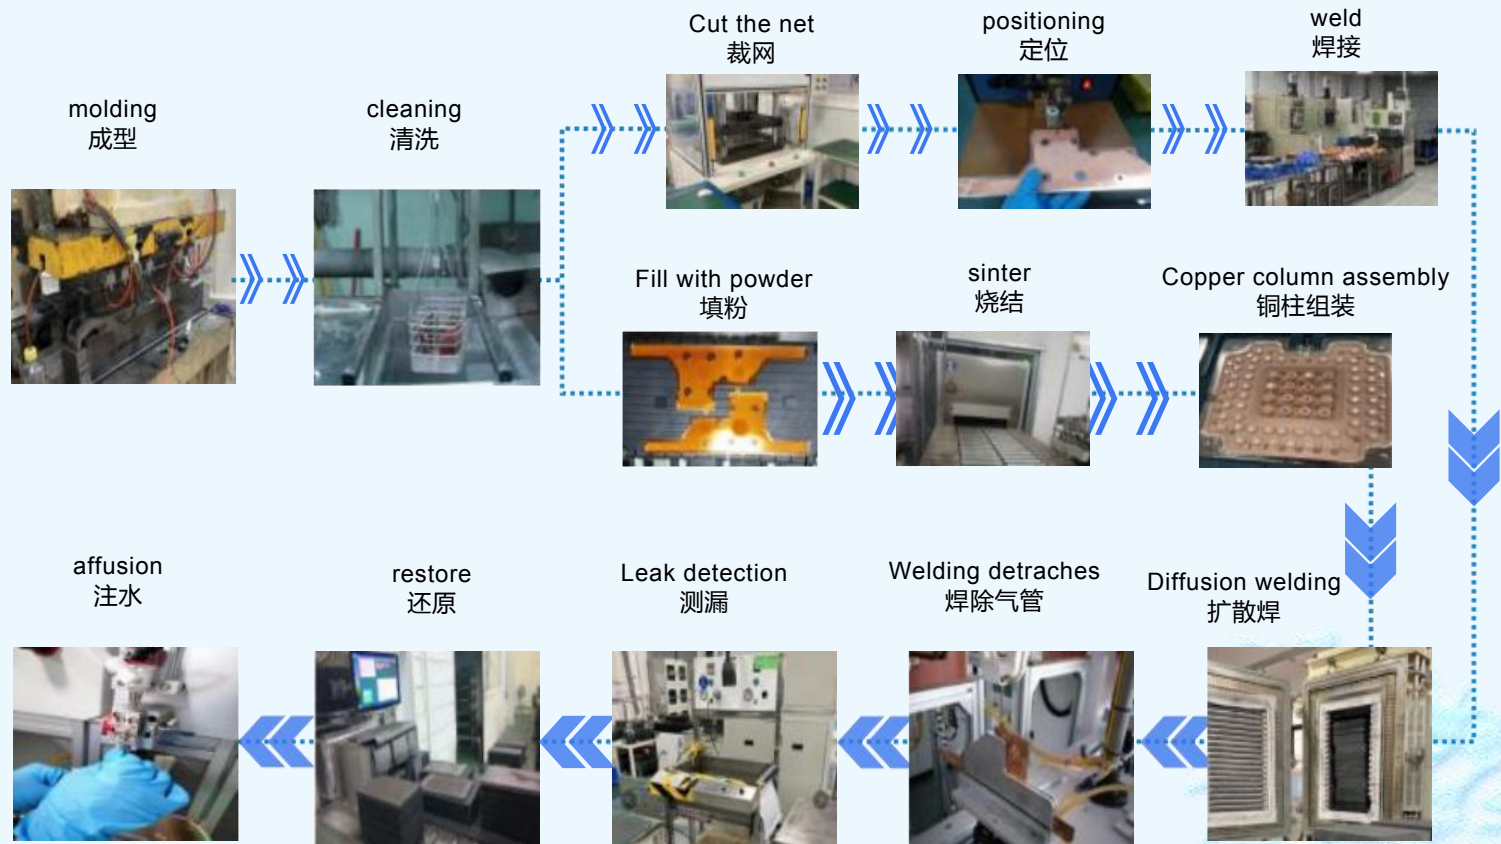 molding
成型
cleaning
清洗
Cut the net
裁网
positioning
定位
weld
焊接
Fill with powder
填粉
sinter
烧结
Copper column assembly
铜柱组装
Diffusion welding
扩散焊
Welding detraches
焊除气管
Leak detection
测漏
restore
还原
affusion
注水